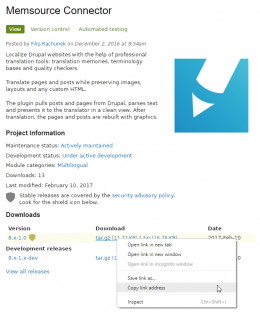 Memsource Connector
View
Version control
Automated testing
Posted by Filip.Rachunek on December 2, 2016 at 8:54am
Localize Drupal websites with the help of professional
translation tools: translation memories, terminology
bases and quality checkers.
Translate pages and posts while preserving images,
layouts and any custom HTML.
The plugin pulls posts and pages from Drupal, parses text
and presents it to the translator in a clean view. After
translation, the pages and posts are rebuilt with graphics.
Project Information
Maintenance status: Actively maintained
Development status: Under active development
Module categories: Multilingual
Downloads: 13
Last modified: February 10, 2017
Stable releases are covered by the security advisory policy.
Look for the shield icon below.
Downloads
Version Download Date
8.x-1.0 tar.gz
Development releases
8.x-1.x-dev tar.gz
View all releases
Open link in new tab
Open link in new window
Open link in incognito window
Save link as...
Copy link address
Inspect Ctrl+Shift+I